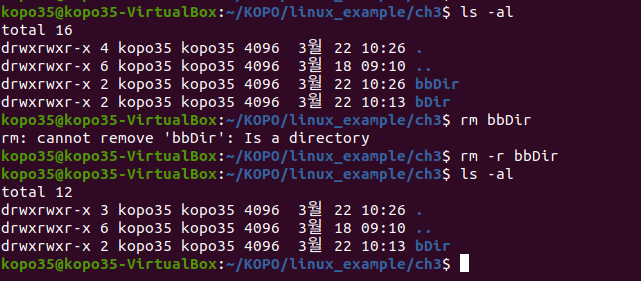 kopo35@kopo35-VirtualBox:~/KOPO/linux_example/ch3$ ls -al
total 16
drwxrwxr-x 4 kopo35 kopo35 4096  3월 22 10:26 .
drwxrwxr-x 6 kopo35 kopo35 4096  3월 18 09:10 ..
drwxrwxr-x 2 kopo35 kopo35 4096  3월 22 10:26 bbDir
drwxrwxr-x 2 kopo35 kopo35 4096  3월 22 10:13 bDir
kopo35@kopo35-VirtualBox:~/KOPO/linux_example/ch3$ rm bbDir
rm: cannot remove 'bbDir': Is a directory
kopo35@kopo35-VirtualBox:~/KOPO/linux_example/ch3$ rm -r bbDir
kopo35@kopo35-VirtualBox:~/KOPO/linux_example/ch3$ ls -al
total 12
drwxrwxr-x 3 kopo35 kopo35 4096  3월 22 10:26 .
drwxrwxr-x 6 kopo35 kopo35 4096  3월 18 09:10 ..
drwxrwxr-x 2 kopo35 kopo35 4096  3월 22 10:13 bDir
kopo35@kopo35-VirtualBox:~/KOPO/linux_example/ch3$